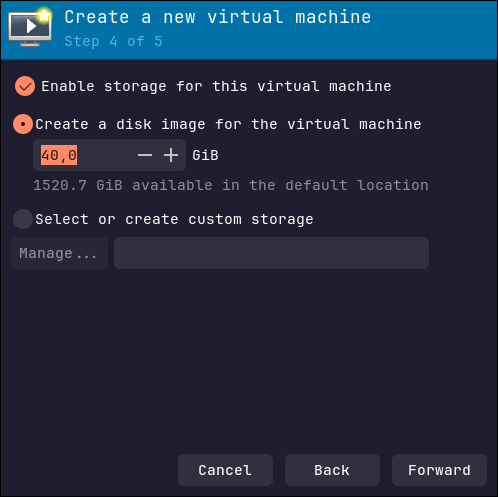 Create a new virtual machine
Step 4 of 5
Enable storage for this virtual machine
Create a disk image for the virtual machine
40,0 GiB
1520.7 GiB available in the default location
Select or create custom storage
Manage...
Cancel Back Forward